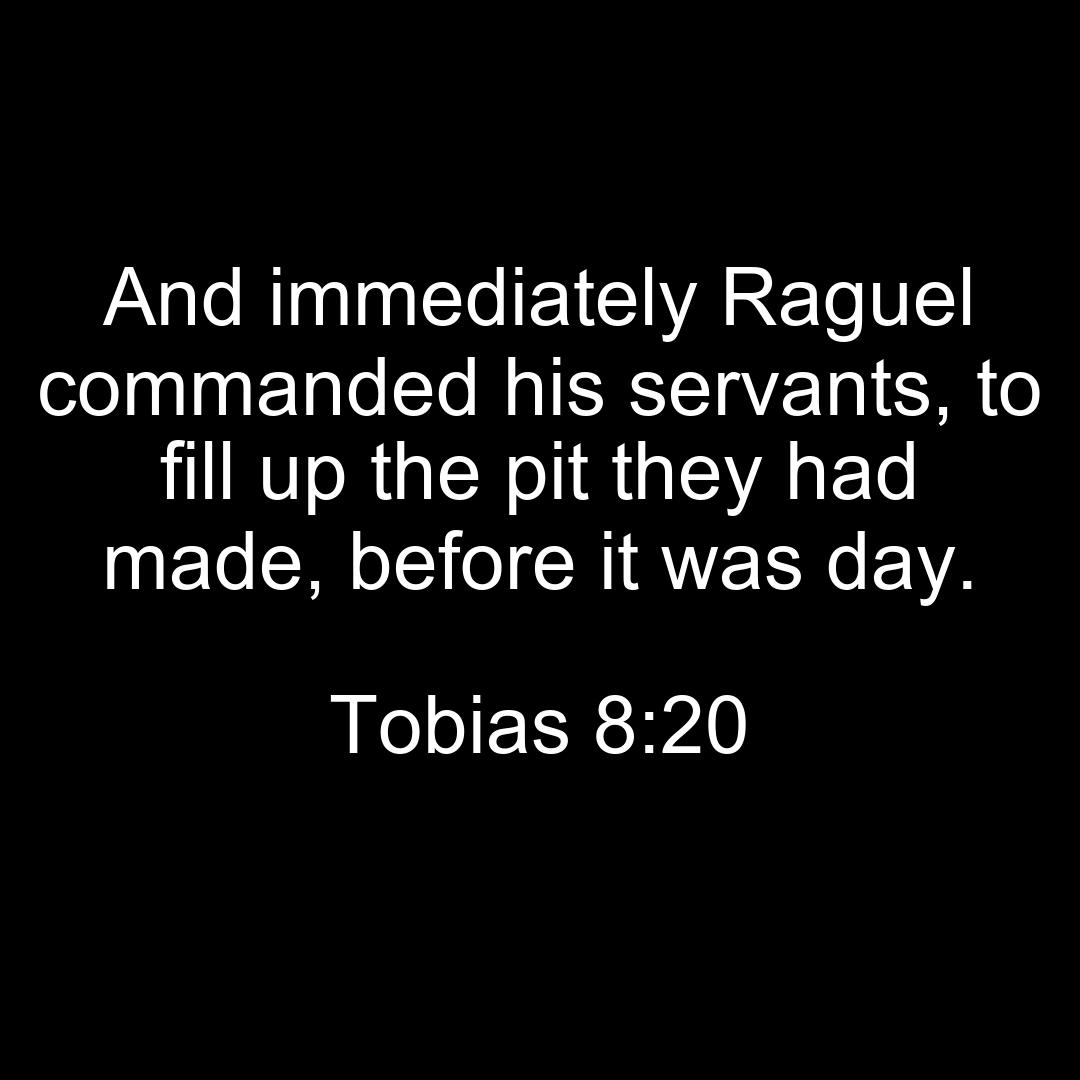 And immediately Raguel
commanded his servants, to
fill up the pit they had
made, before it was day.
Tobias 8:20